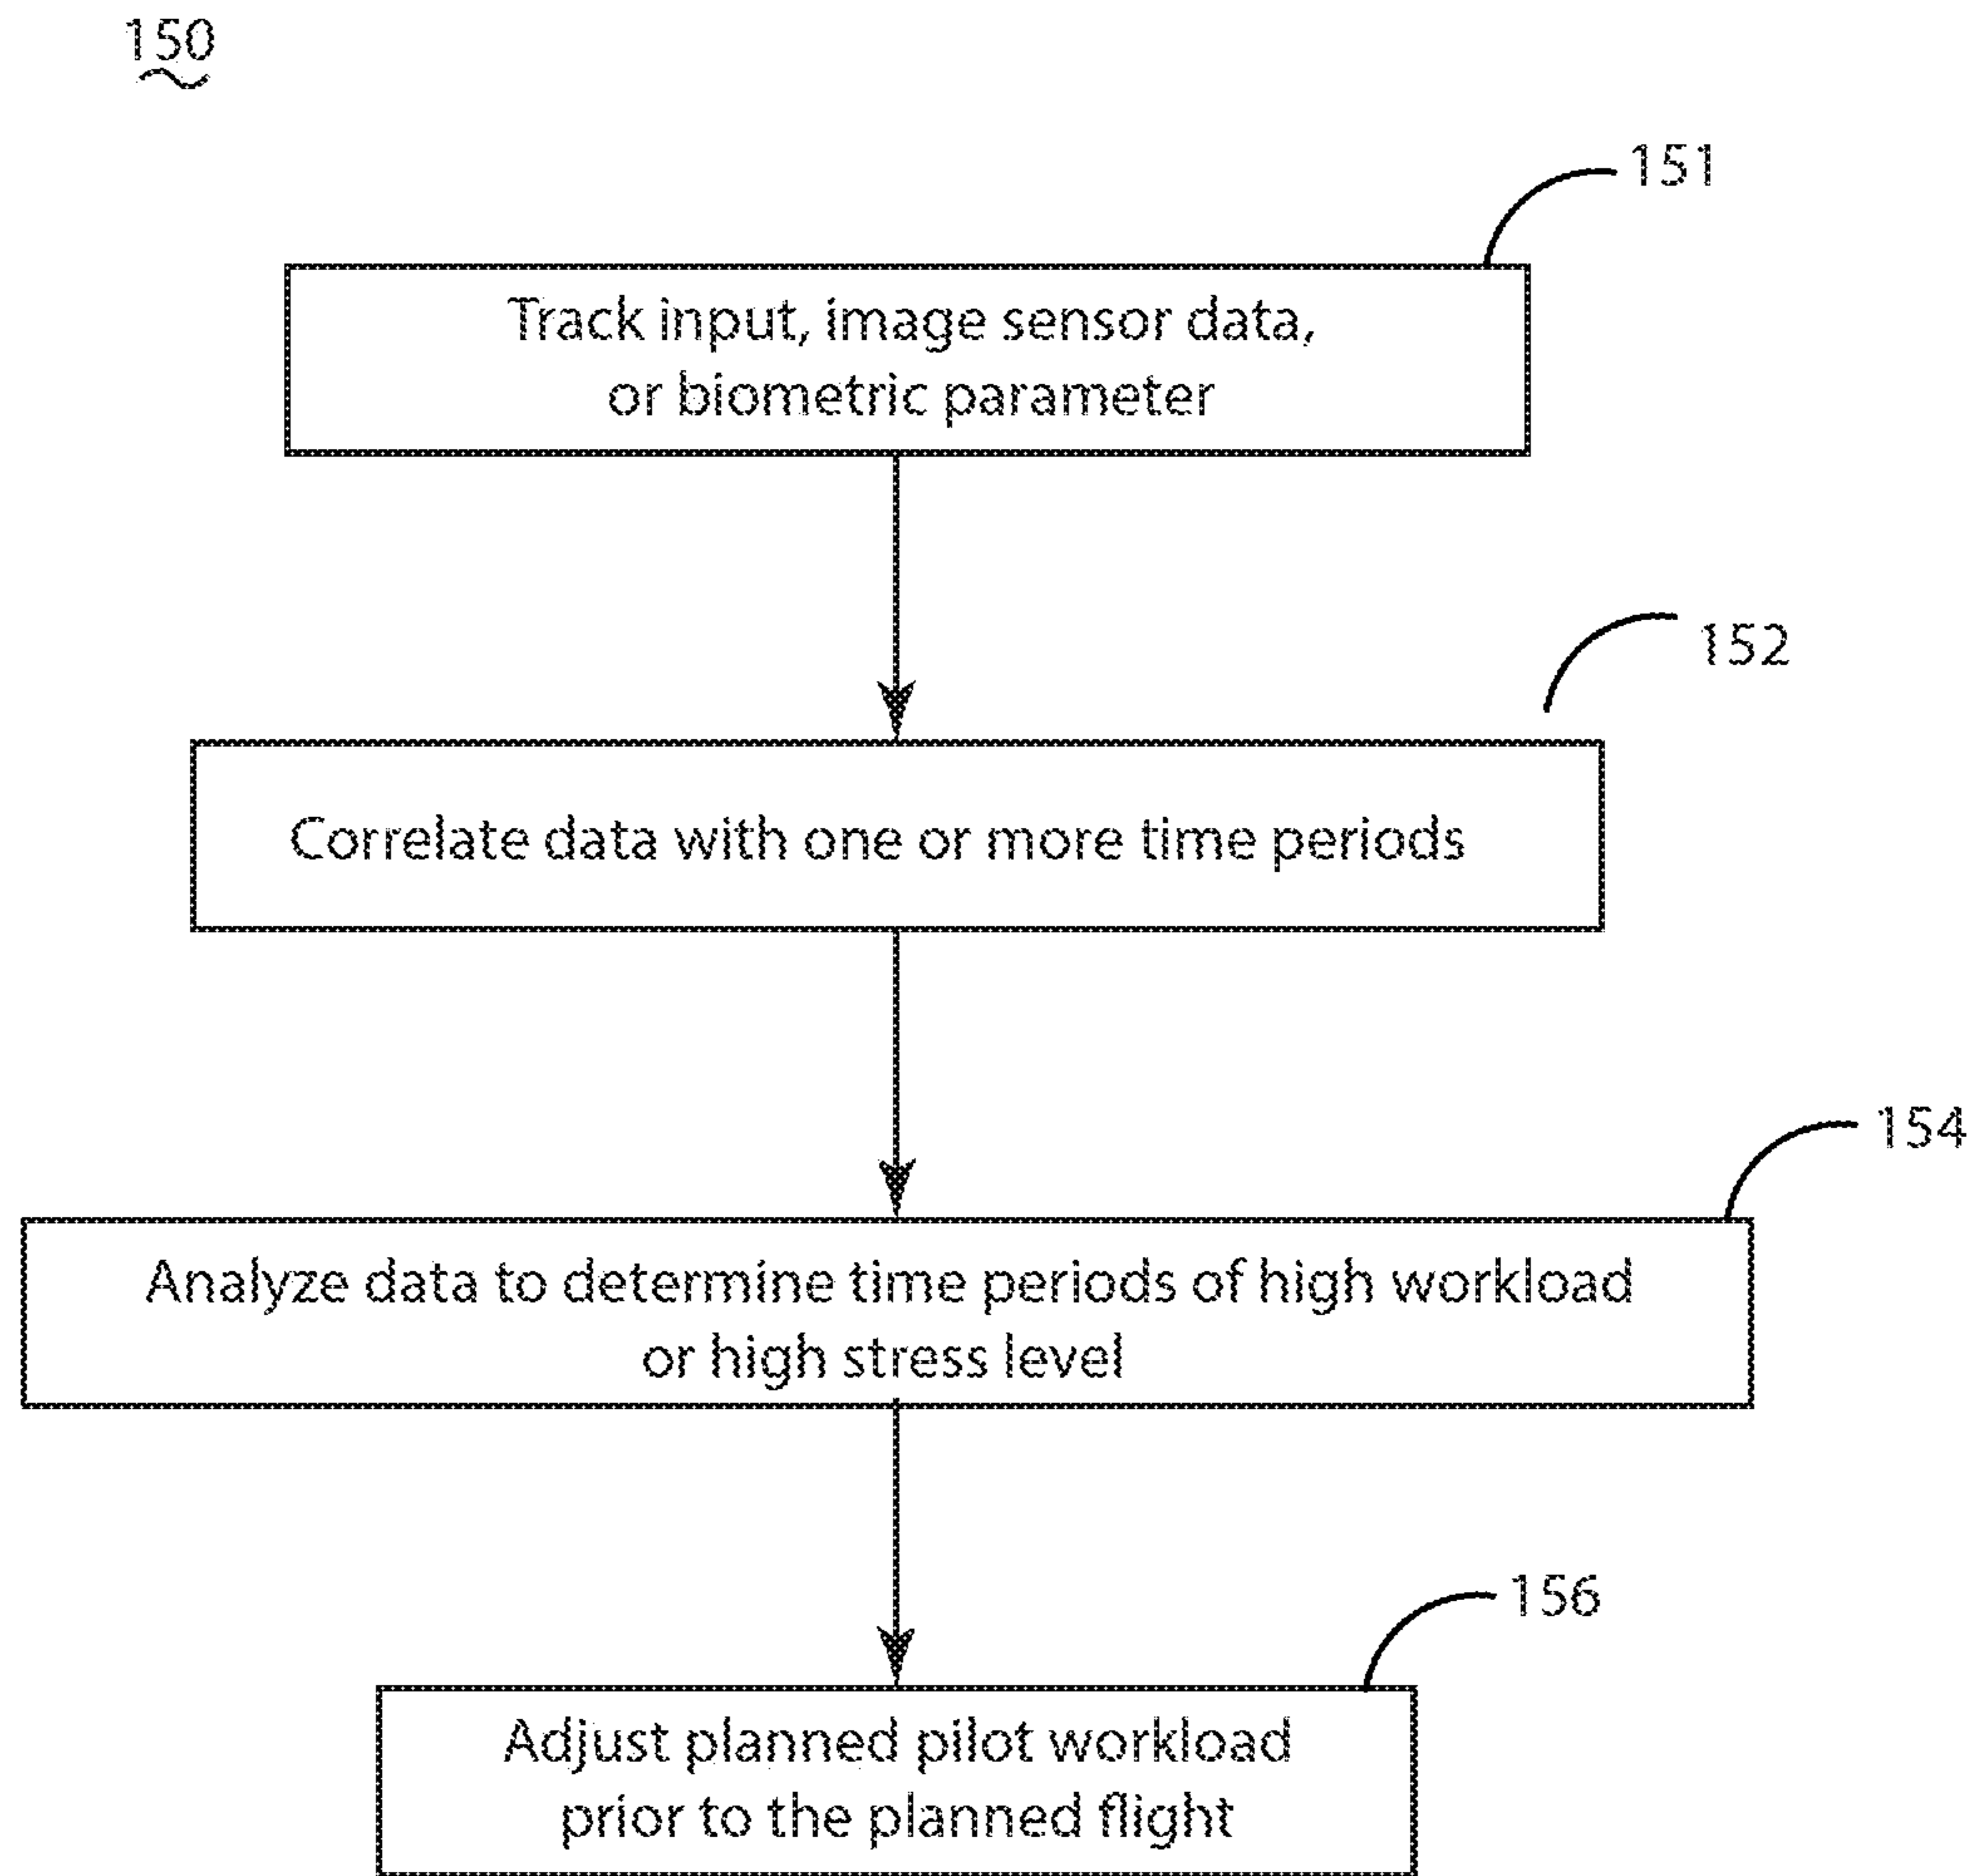 150
151
Track input, image sensor data,
or biometric parameter
152
Correlate data with one or more time periods
154
Analyze data to determine time periods of high workload
or high stress level
156
Adjust planned pilot workload
prior to the planned flight